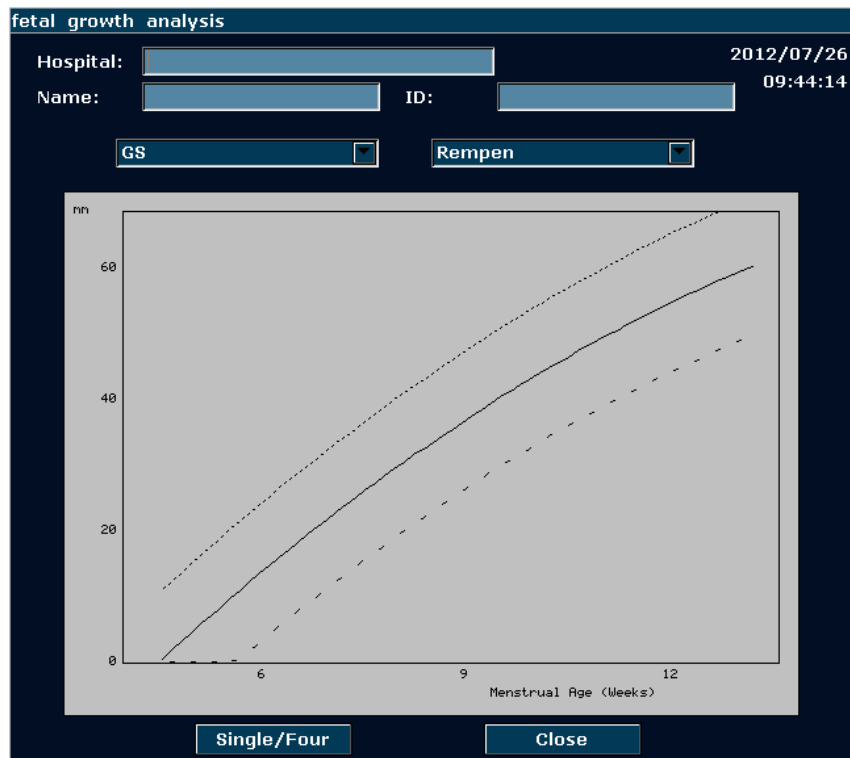 fetal growth analysis
Hospital: 2012/07/26
09:44:14
Name: ID:
GS Rempen
mm
60
40
20
0
6 9 12
Menstrual Age (Weeks)
Single/Four Close